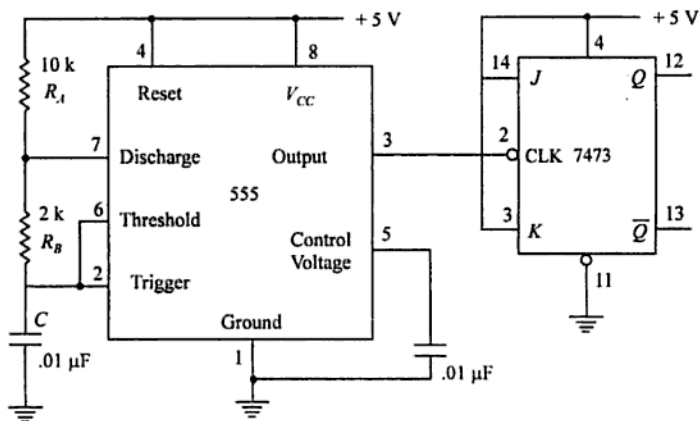 + 5 V
+ 5 V
4
8
4
10 k
R_A
Reset
V_CC
14
J
Q
12
7
Discharge
Output
3
2
CLK 7473
555
2 k
R_B
6
Threshold
5
Control
Voltage
3
K
Q̅
13
2
Trigger
11
C
Ground
.01 µF
1
.01 µF